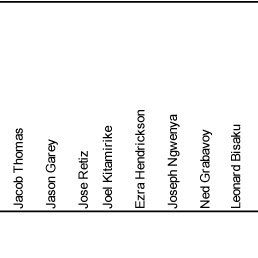 Jacob Thomas
Jason Garey
Jose Retiz
Joel Kitamirike
Ezra Hendrickson
Joseph Ngwenya
Ned Grabavoy
Leonard Bisaku